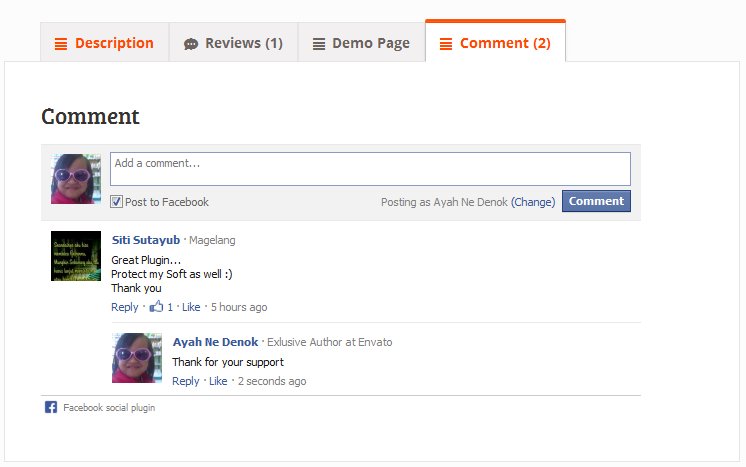 Description
Reviews (1)
Demo Page
Comment (2)
Comment
Add a comment...
Post to Facebook
Posting as Ayah Ne Denok (Change)
Comment
Siti Sutayub · Magelang
Great Plugin...
Protect my Soft as well :)
Thank you
Reply · 1 · Like · 5 hours ago
Ayah Ne Denok · Exlusive Author at Envato
Thank for your support
Reply · Like · 2 seconds ago
Facebook social plugin